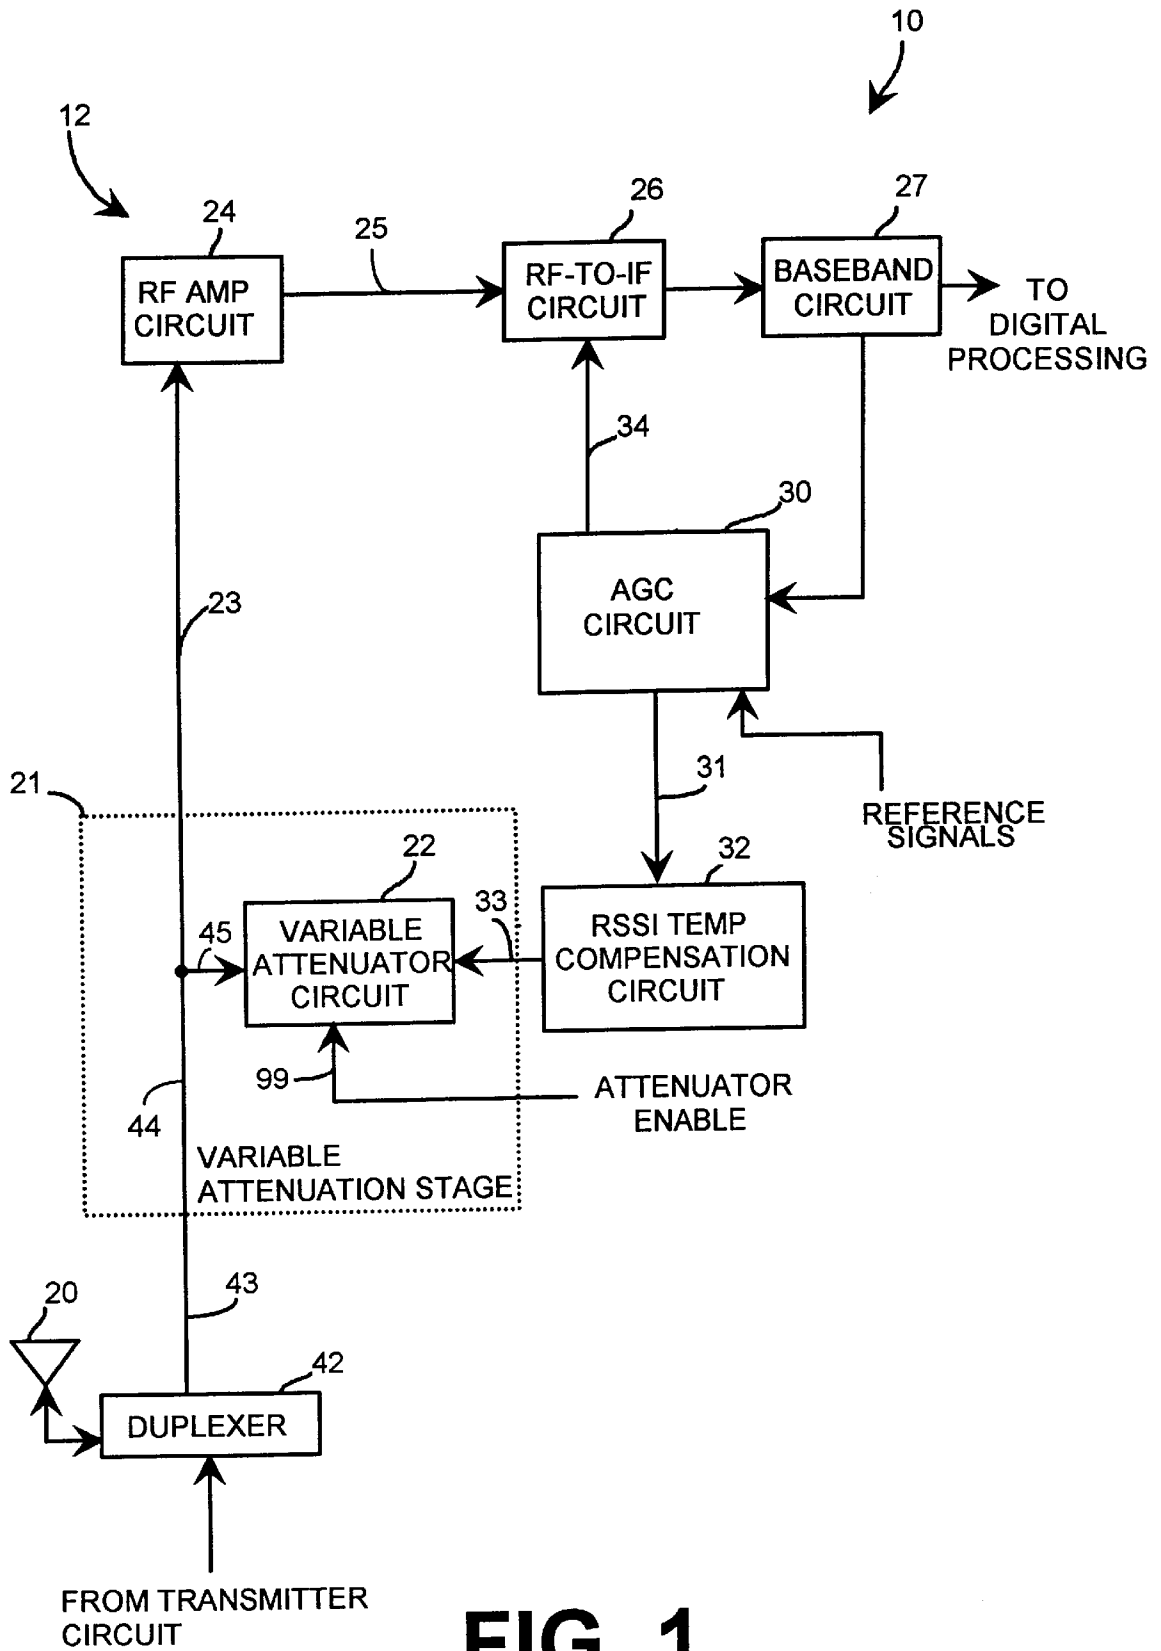 10
12
24
25
26
27
RF AMP
CIRCUIT
RF-TO-IF
CIRCUIT
BASEBAND
CIRCUIT
TO
DIGITAL
PROCESSING
34
30
AGC
CIRCUIT
23
31
REFERENCE
SIGNALS
21
22
33
32
VARIABLE
ATTENUATOR
CIRCUIT
RSSI TEMP
COMPENSATION
CIRCUIT
45
99
ATTENUATOR
ENABLE
44
VARIABLE
ATTENUATION STAGE
43
20
42
DUPLEXER
FROM TRANSMITTER
CIRCUIT
FIG. 1